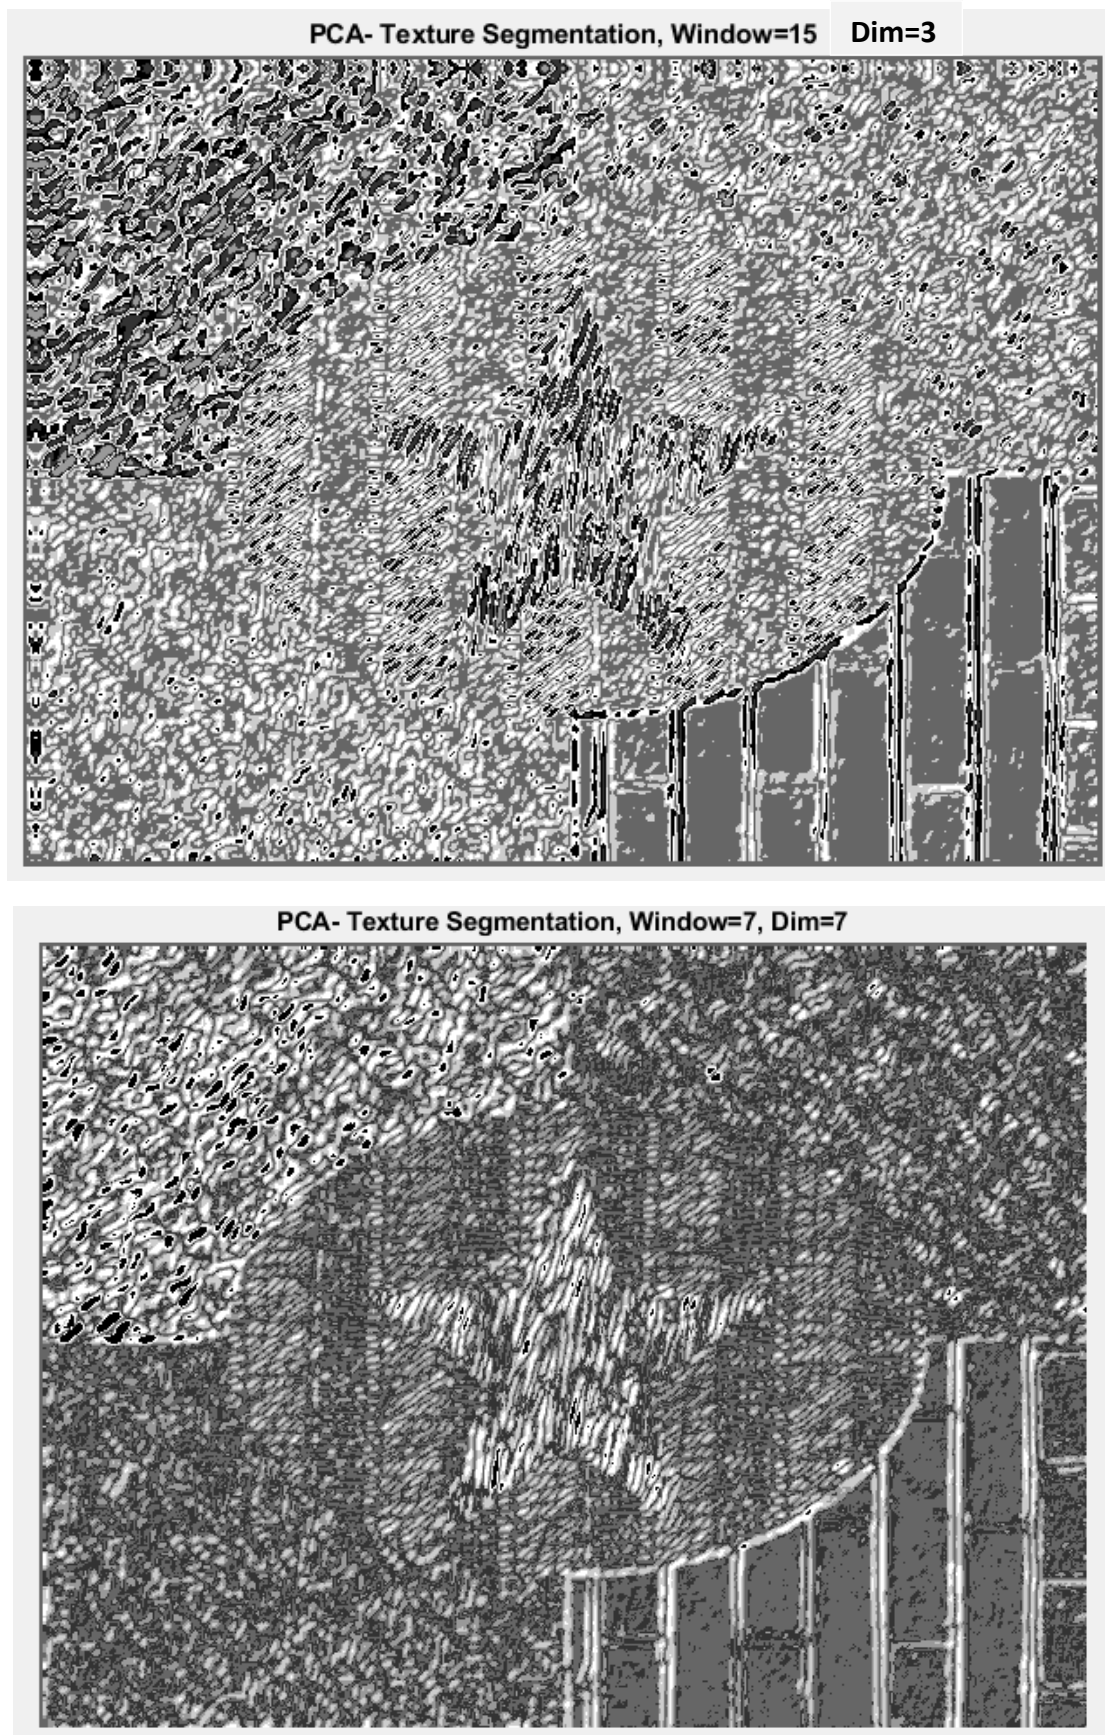 PCA- Texture Segmentation, Window=15 Dim=3
PCA- Texture Segmentation, Window=7, Dim=7